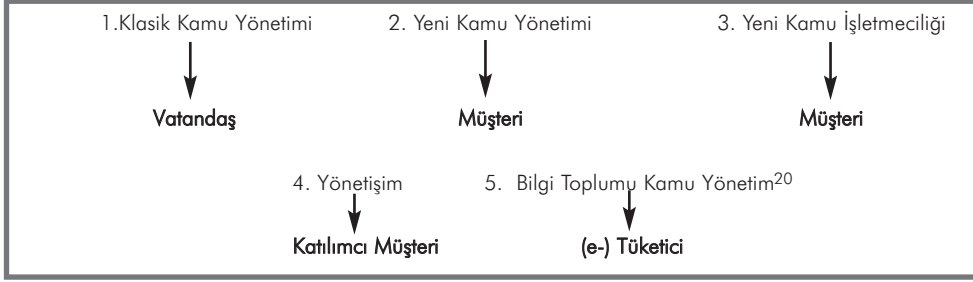 1.Klasik Kamu Yönetimi 2. Yeni Kamu Yönetimi 3. Yeni Kamu İşletmeciliği
Vatandaş Müşteri Müşteri
4. Yönetişim 5. Bilgi Toplumu Kamu Yönetim20
Katılımcı Müşteri (e-) Tüketici